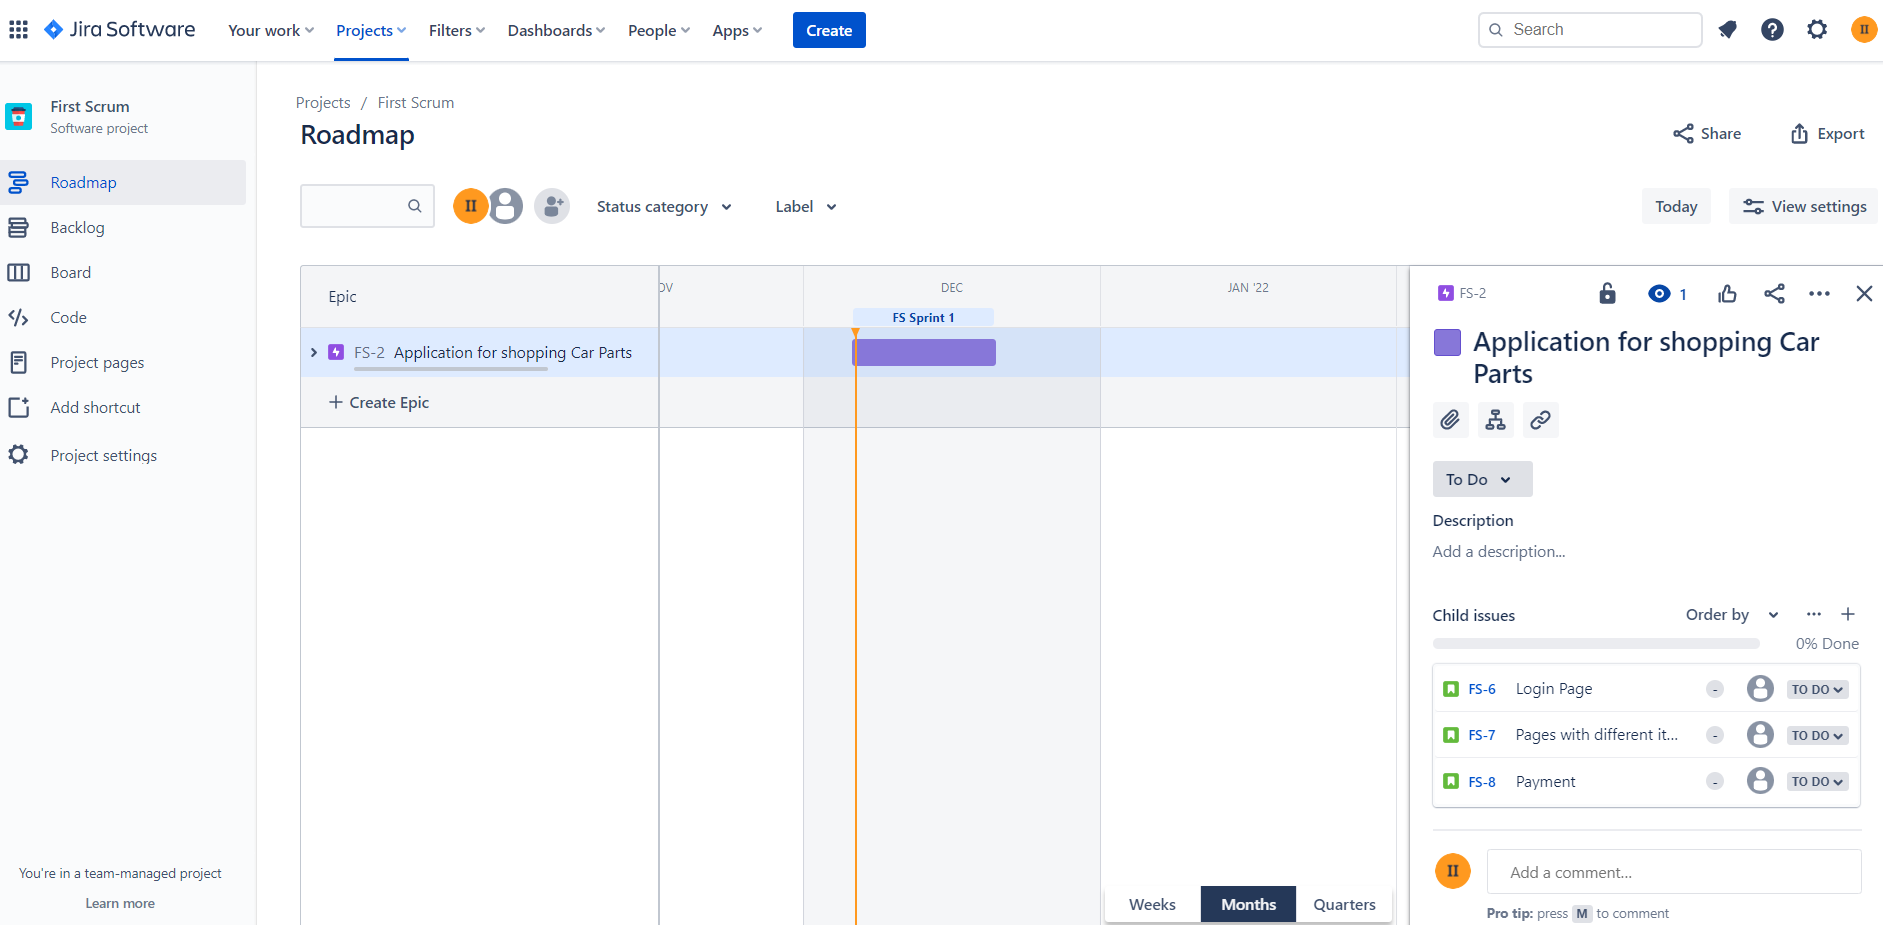 Jira Software
Your work
Projects
Filters
Dashboards
People
Apps
Create
Search
II
First Scrum
Software project
Roadmap
Backlog
Board
Code
Project pages
Add shortcut
Project settings
You're in a team-managed project
Learn more
Projects / First Scrum
Roadmap
Share
Export
II
Status category
Label
Today
View settings
Epic
OV
DEC
JAN '22
FS Sprint 1
FS-2 Application for shopping Car Parts
+ Create Epic
Weeks
Months
Quarters
FS-2
1
Application for shopping Car
Parts
To Do
Description
Add a description...
Child issues
Order by
0% Done
FS-6 Login Page - TO DO
FS-7 Pages with different it... - TO DO
FS-8 Payment - TO DO
II
Add a comment...
Pro tip: press M to comment